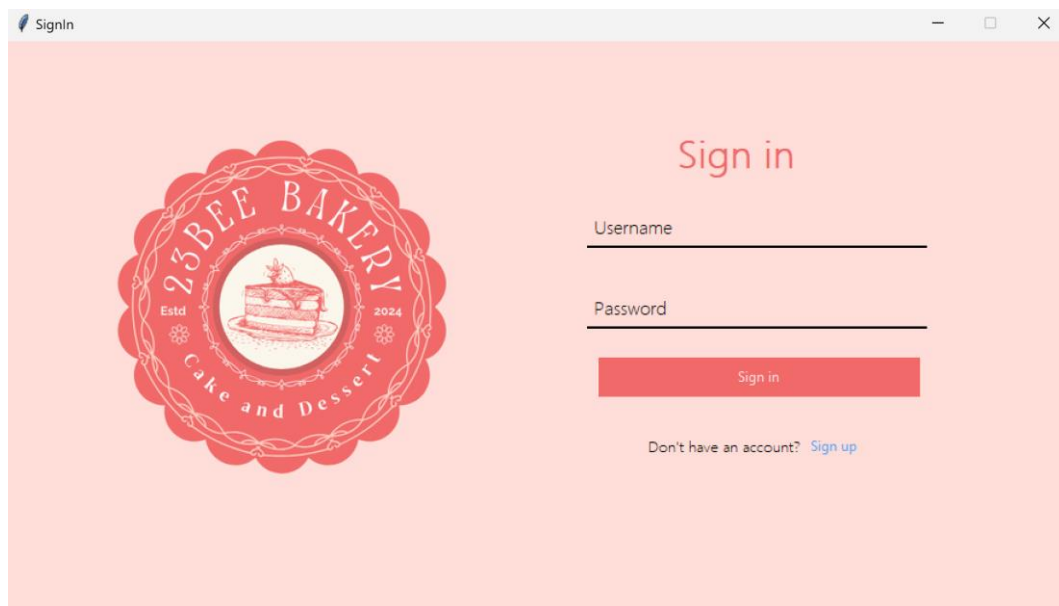 SignIn
23BEE BAKERY
Estd
2024
Cake and Dessert
Sign in
Username
Password
Sign in
Don't have an account? Sign up